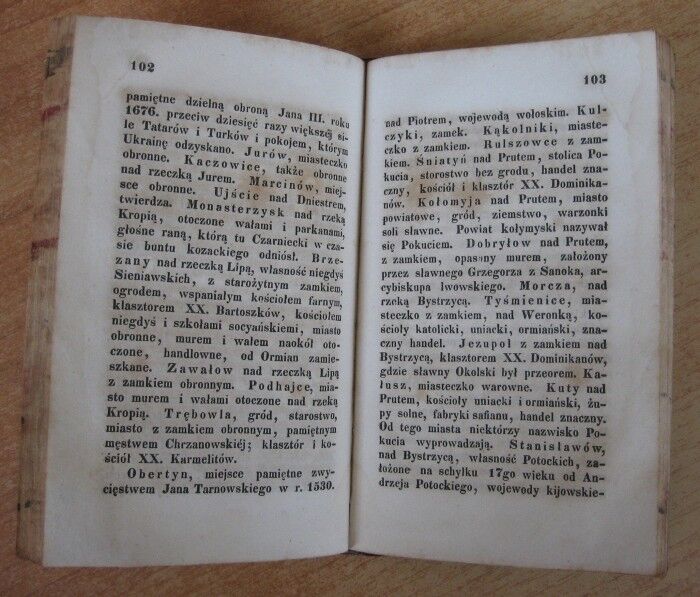 102
pamiętne dzielną obroną Jana III. roku
1676. przeciw dziesięć razy większej si-
le Tatarów i Turków i pokojem, którym
Ukrainę odzyskano. Jurów, miasteczko
obronne. Kaczowice, także obronne
nad rzeczką Jurem. Marcinów, miej-
sce obronne. Ujście nad Dniestrem,
twierdza. Monasterzysk nad rzeką
Kropią, otoczone wałami i parkanami,
głośne raną, którą tu Czarniecki w cza-
sie buntu kozackiego odniósł. Brze-
zany nad rzeczką Lipą, własność niegdyś
Sieniawskich, z starożytnym zamkiem,
ogrodem, wspaniałym kościołem farnym,
klasztorem XX. Bartoszków, kościołem
niegdyś i szkołami socyańskiemi, miasto
obronne, murem i wałem naokół oto-
czone, handlowne, od Ormian zamie-
szkane. Zawałow nad rzeczką Lipą
z zamkiem obronnym. Podhajce, mia-
sto murem i wałami otoczone nad rzeką
Kropią. Trębowla, gród, starostwo,
miasto z zamkiem obronnym, pamiętnym
męstwem Chrzanowskiéj; klasztór i ko-
ściół XX. Karmelitów.
Obertyn, miejsce pamiętne zwy-
cięstwem Jana Tarnowskiego w r. 1530.
103
nad Piotrem, wojewodą wołoskim. Kul-
czyki, zamek. Kąkolniki, miaste-
czko z zamkiem. Rulszowce z zam-
kiem. Śniatyń nad Prutem, stolica Po-
kucia, storostwo bez grodu, handel zna-
czny, kościół i klasztór XX. Dominika-
nów. Kołomyja nad Prutem, miasto
powiatowe, gród, ziemstwo, warzonki
soli sławne. Powiat kołymyski nazywał
się Pokuciem. Dobryłow nad Prutem,
z zamkiem, opasany murem, założony
przez sławnego Grzegorza z Sanoka, ar-
cybiskupa lwowskiego. Morcza, nad
rzeką Bystrzycą. Tyśmienice, mia-
steczko z zamkiem, nad Weronką, ko-
ścioły katolicki, uniacki, ormiański, zna-
czny handel. Jezupol z zamkiem nad
Bystrzycą, klasztorem XX. Dominikanów,
gdzie sławny Okolski był przeorem. Ka-
łusz, miasteczko warowne. Kuty nad
Prutem, kościoły uniacki i ormiański, żu-
py solne, fabryki safianu, handel znaczny.
Od tego miasta niektórzy nazwisko Po-
kucia wyprowadzają. Stanisławów,
nad Bystrzycą, własność Potockich, za-
łożone na schyłku 17go wieku od An-
drzeja Potockiego, wojewody kijowskie-